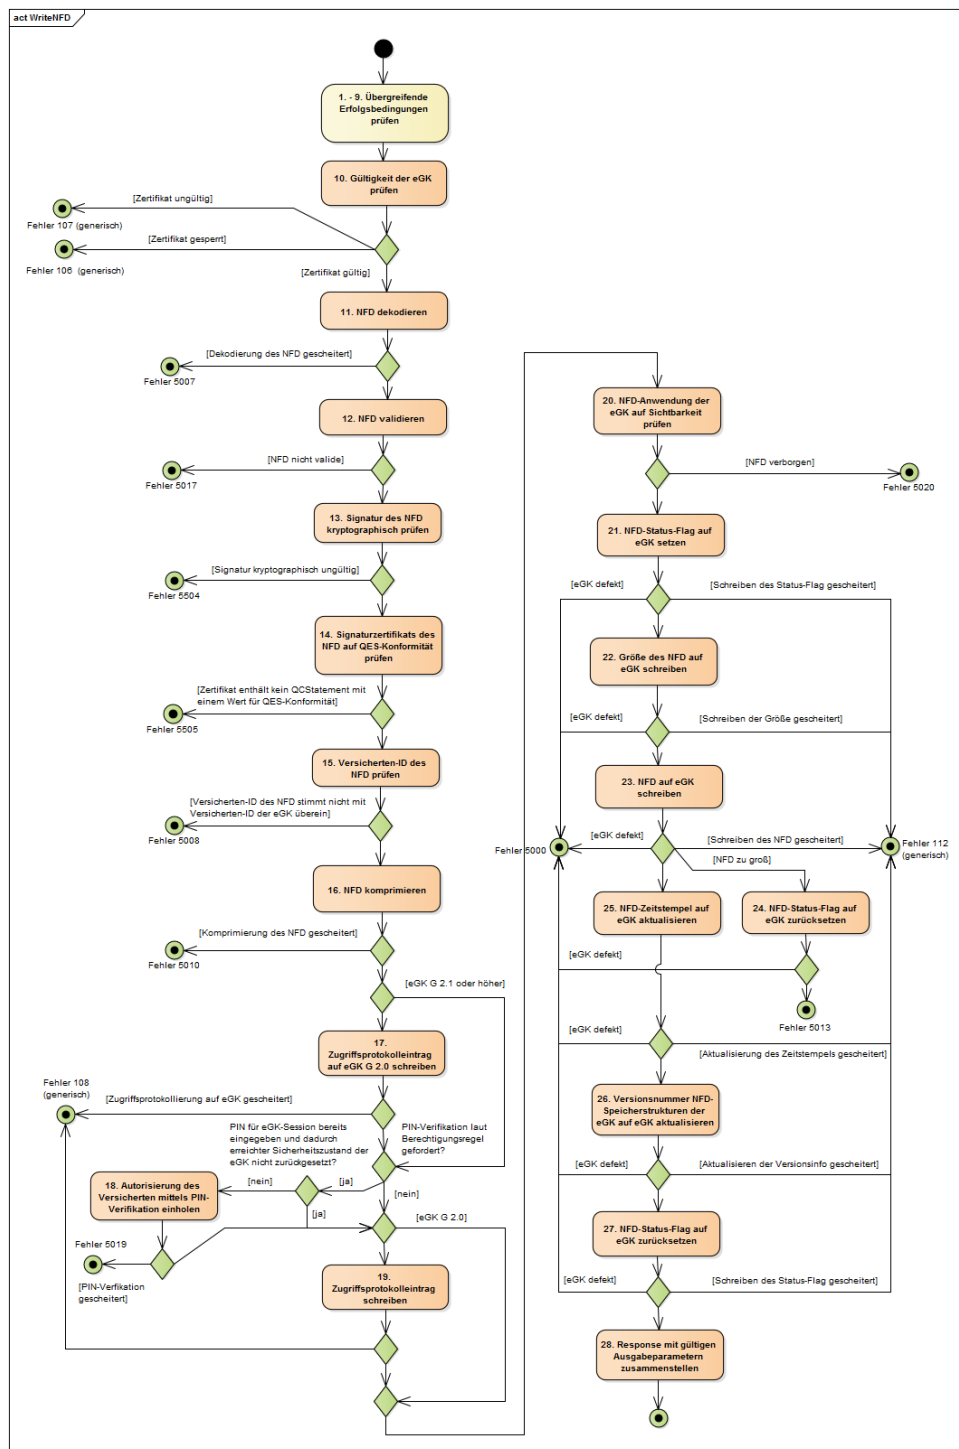 act WriteNFD
1. - 9. Übergreifende
Erfolgsbedingungen
prüfen
10. Gültigkeit der eGK
prüfen
[Zertifikat ungültig]
Fehler 107 (generisch)
[Zertifikat gesperrt]
Fehler 106 (generisch)
[Zertifikat gültig]
11. NFD dekodieren
[Dekodierung des NFD gescheitert]
Fehler 5007
12. NFD validieren
[NFD nicht valide]
Fehler 5017
13. Signatur des NFD
kryptographisch prüfen
[Signatur kryptographisch ungültig]
Fehler 5504
14. Signaturzertifikats des
NFD auf QES-Konformität
prüfen
[Zertifikat enthält kein QCStatement mit
einem Wert für QES-Konformität]
Fehler 5505
15. Versicherten-ID des
NFD prüfen
[Versicherten-ID des NFD stimmt nicht mit
Versicherten-ID der eGK überein]
Fehler 5008
16. NFD komprimieren
[Komprimierung des NFD gescheitert]
Fehler 5010
[eGK G 2.1 oder höher]
17.
Zugriffsprotokolleintrag
auf eGK G 2.0 schreiben
Fehler 108
(generisch)
[Zugriffsprotokollierung auf eGK gescheitert]
PIN für eGK-Session bereits
eingegeben und dadurch
erreichter Sicherheitszustand der
eGK nicht zurückgesetzt?
PIN-Verifikation laut
Berechtigungsregel
gefordert?
[nein]
[ja]
18. Autorisierung des
Versicherten mittels PIN-
Verifikation einholen
[nein]
[ja]
[eGK G 2.0]
Fehler 5019
[PIN-Verfikation
gescheitert]
19.
Zugriffsprotokolleintrag
schreiben
20. NFD-Anwendung der
eGK auf Sichtbarkeit
prüfen
[NFD verborgen]
Fehler 5020
21. NFD-Status-Flag auf
eGK setzen
[eGK defekt]
[Schreiben des Status-Flag gescheitert]
22. Größe des NFD auf
eGK schreiben
[eGK defekt]
[Schreiben der Größe gescheitert]
23. NFD auf eGK
schreiben
[eGK defekt]
[Schreiben des NFD gescheitert]
Fehler 5000
Fehler 112
(generisch)
[NFD zu groß]
25. NFD-Zeitstempel auf
eGK aktualisieren
24. NFD-Status-Flag auf
eGK zurücksetzen
[eGK defekt]
Fehler 5013
[eGK defekt]
[Aktualisierung des Zeitstempels gescheitert]
26. Versionsnummer NFD-
Speicherstrukturen der
eGK auf eGK aktualisieren
[eGK defekt]
[Aktualisieren der Versionsinfo gescheitert]
27. NFD-Status-Flag auf
eGK zurücksetzen
[eGK defekt]
[Schreiben des Status-Flag gescheitert]
28. Response mit gültigen
Ausgabeparametern
zusammenstellen